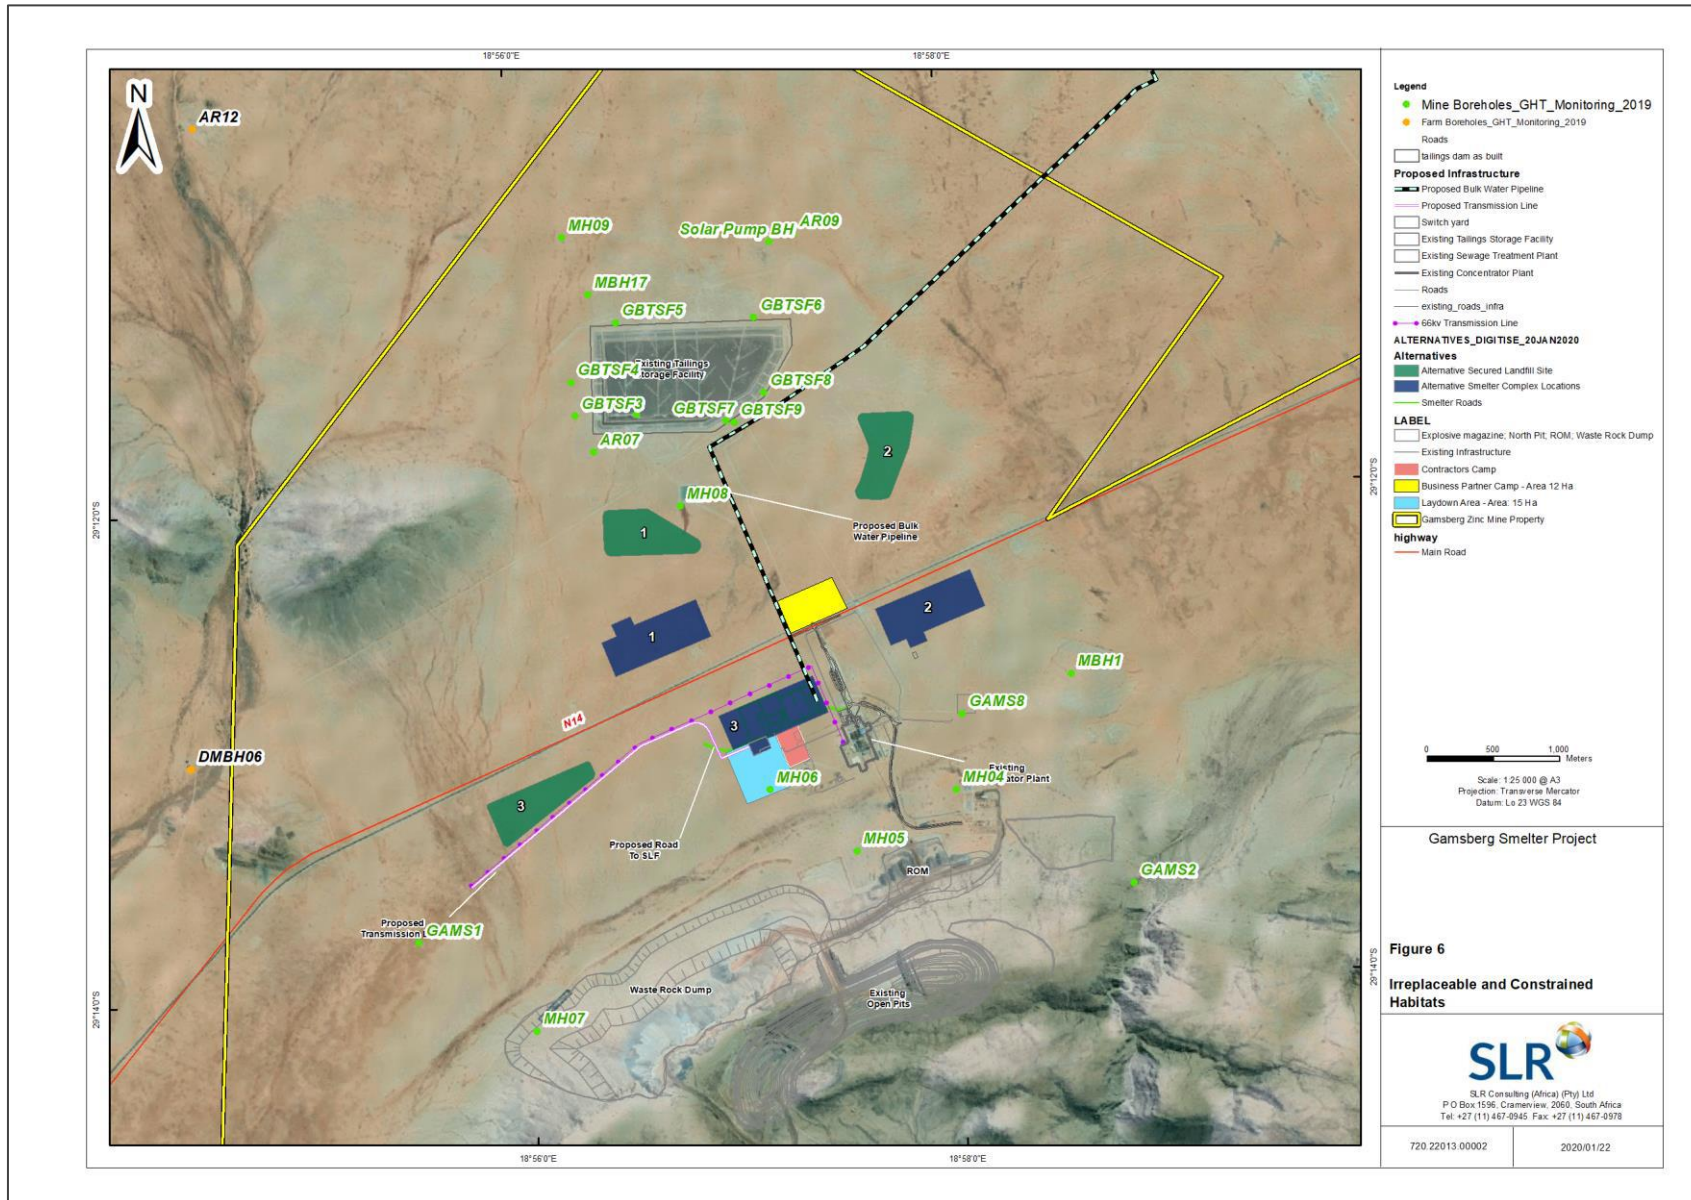 18°56'0"E
18°58'0"E
N
AR12
MH09
Solar Pump BH
AR09
MBH17
GBTSF5
GBTSF6
Existing Tailings
Storage Facility
GBTSF4
GBTSF8
GBTSF3
GBTSF7
GBTSF9
AR07
2
MH08
29°12'0"S
29°12'0"S
1
Proposed Bulk
Water Pipeline
1
2
MBH1
GAMS8
N14
3
DMBH06
MH06
Existing
ator Plant
MH04
3
Proposed Road
To SLF
MH05
ROM
GAMS2
Proposed
Transmission L
GAMS1
29°14'0"S
29°14'0"S
Waste Rock Dump
Existing
Open Pits
MH07
18°56'0"E
18°58'0"E
Legend
Mine Boreholes_GHT_Monitoring_2019
Farm Boreholes_GHT_Monitoring_2019
Roads
tailings dam as built
Proposed Infrastructure
Proposed Bulk Water Pipeline
Proposed Transmission Line
Switch yard
Existing Tailings Storage Facility
Existing Sewage Treatment Plant
Existing Concentrator Plant
Roads
existing_roads_infra
66kv Transmission Line
ALTERNATIVES_DIGITISE_20JAN2020
Alternatives
Alternative Secured Landfill Site
Alternative Smelter Complex Locations
Smelter Roads
LABEL
Explosive magazine; North Pit; ROM; Waste Rock Dump
Existing Infrastructure
Contractors Camp
Business Partner Camp - Area 12 Ha
Laydown Area - Area: 15 Ha
Gamsberg Zinc Mine Property
highway
Main Road
0 500 1,000
Meters
Scale: 1:25 000 @ A3
Projection: Transverse Mercator
Datum: Lo 23 WGS 84
Gamsberg Smelter Project
Figure 6
Irreplaceable and Constrained
Habitats
SLR
SLR Consulting (Africa) (Pty) Ltd
P O Box 1596, Cramerview, 2060, South Africa
Tel: +27 (11) 467-0945 Fax: +27 (11) 467-0978
720.22013.00002
2020/01/22